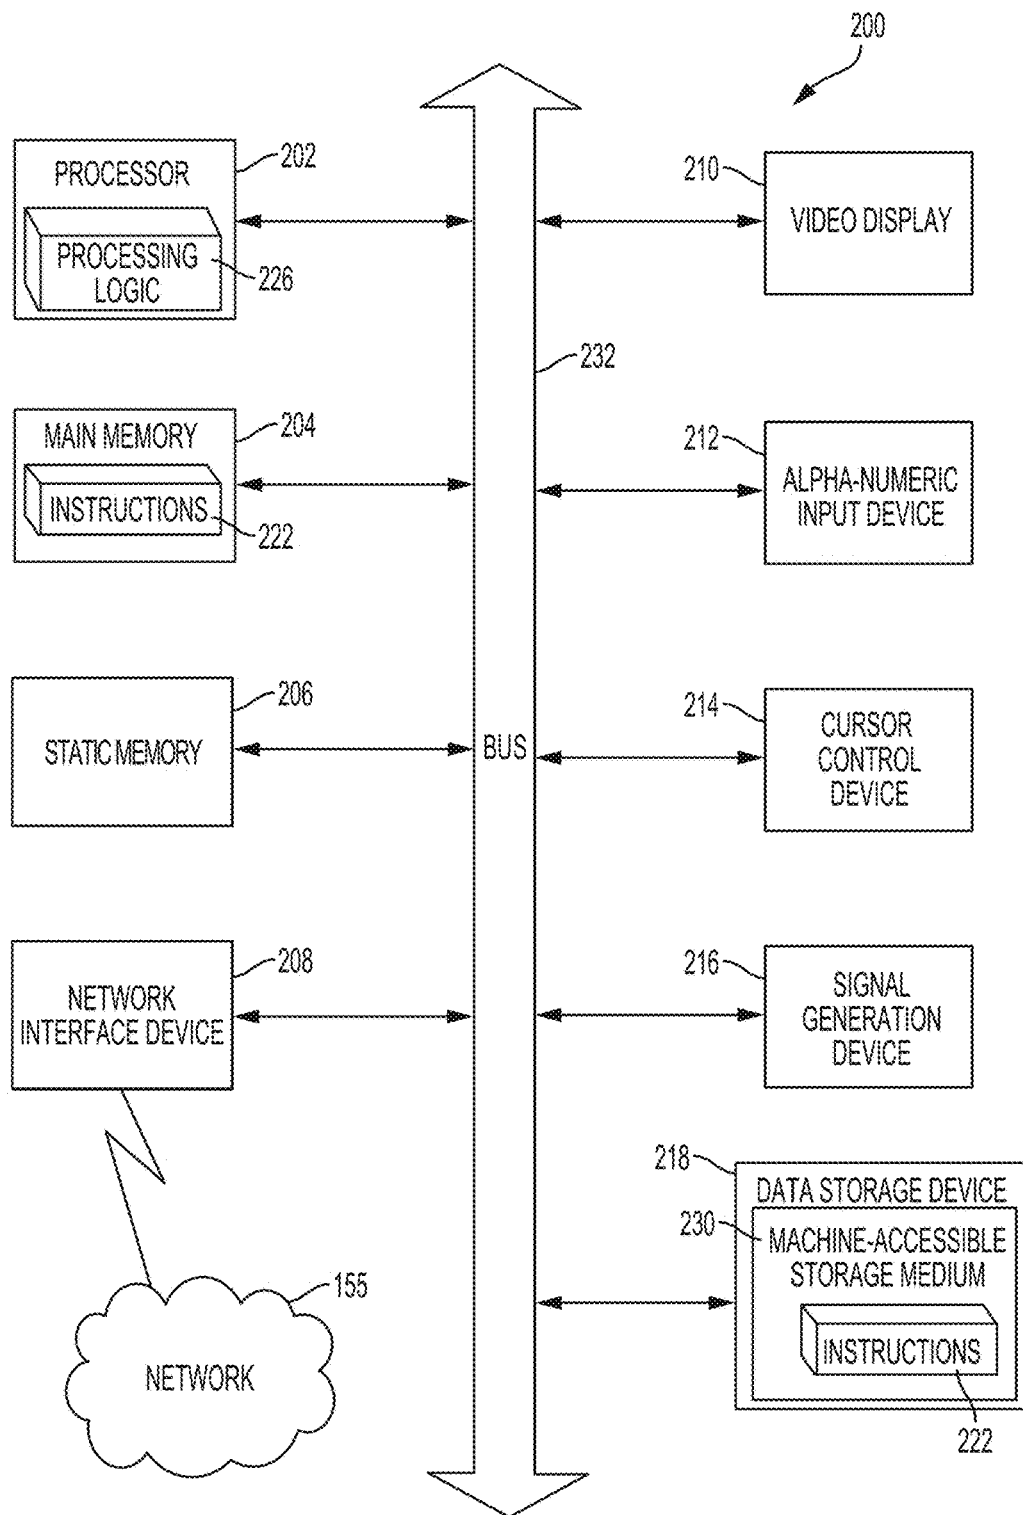 200
PROCESSOR
202
PROCESSING
LOGIC
226
210
VIDEO DISPLAY
232
MAIN MEMORY
204
INSTRUCTIONS
222
212
ALPHA-NUMERIC
INPUT DEVICE
206
STATIC MEMORY
BUS
214
CURSOR
CONTROL
DEVICE
208
NETWORK
INTERFACE DEVICE
216
SIGNAL
GENERATION
DEVICE
218
DATA STORAGE DEVICE
230
MACHINE-ACCESSIBLE
STORAGE MEDIUM
INSTRUCTIONS
222
155
NETWORK